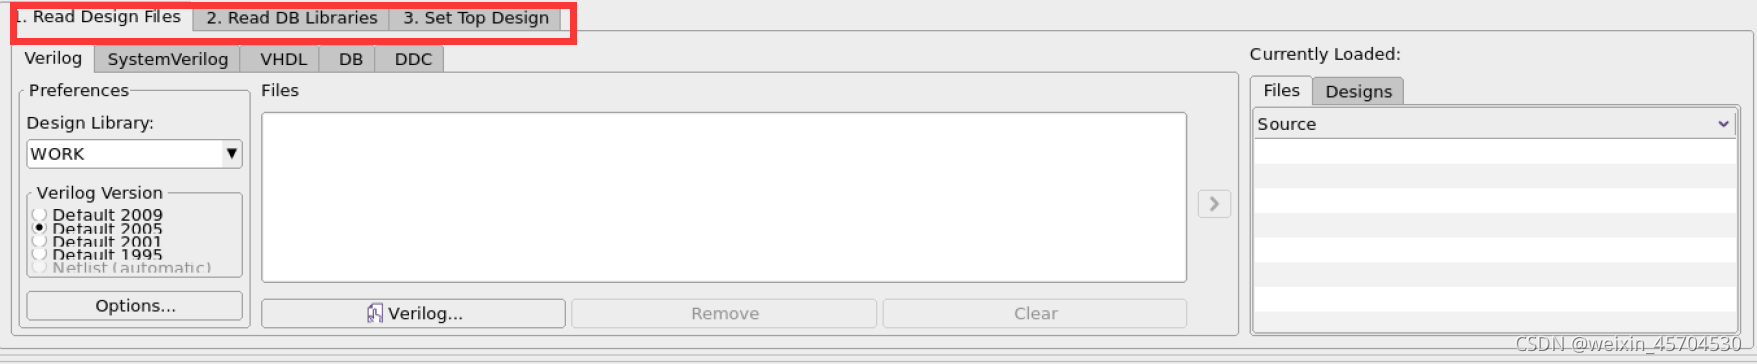 1. Read Design Files
2. Read DB Libraries
3. Set Top Design
Verilog
SystemVerilog
VHDL
DB
DDC
Preferences
Design Library:
WORK
Verilog Version
Default 2009
Default 2005
Default 2001
Default 1995
Netlist (automatic)
Options...
Files
Verilog...
Remove
Clear
Currently Loaded:
Files
Designs
Source
CSDN @weixin_45704530